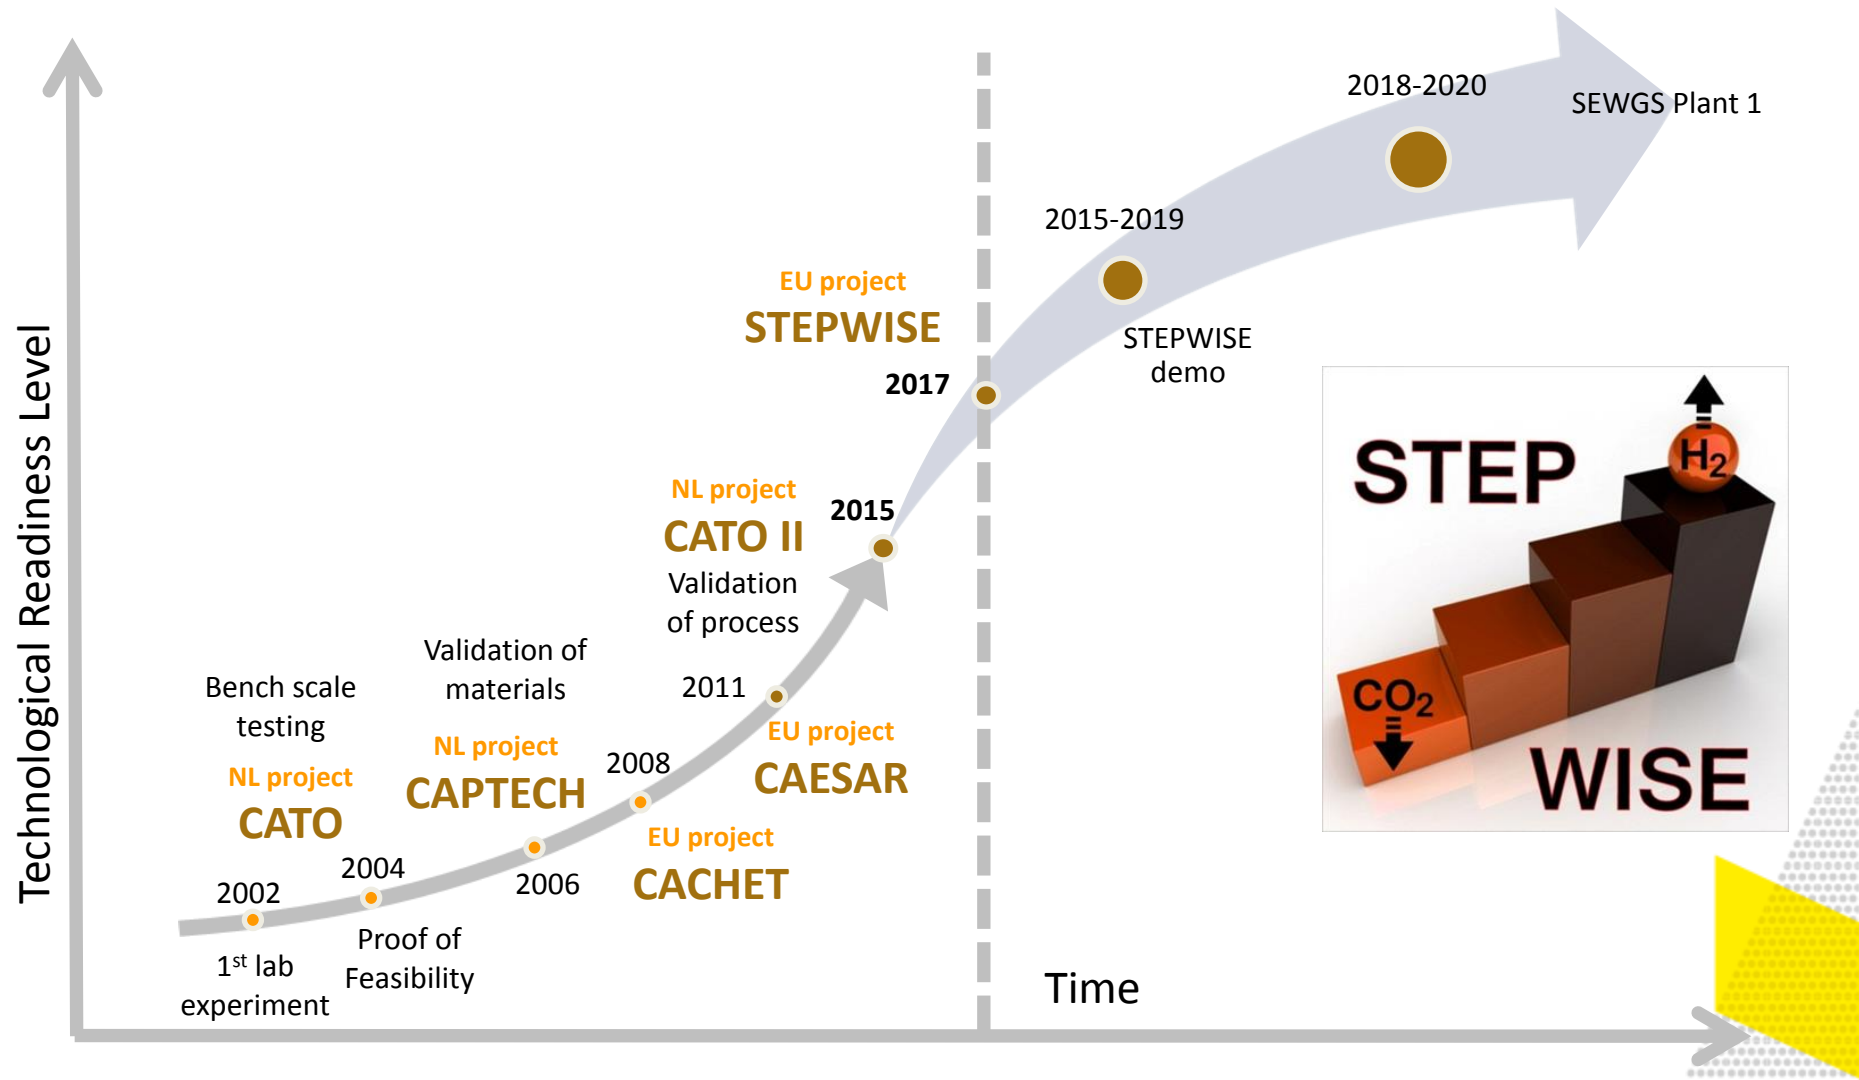 Technological Readiness Level
Bench scale
testing
NL project
CATO
2002
1st lab
experiment
2004
Proof of
Feasibility
Validation of
materials
NL project
CAPTECH
2006
2008
EU project
CACHET
NL project
CATO II
Validation
of process
2011
EU project
CAESAR
2015
EU project
STEPWISE
2017
2015-2019
STEPWISE
demo
2018-2020
SEWGS Plant 1
STEP
H2
CO2
WISE
Time